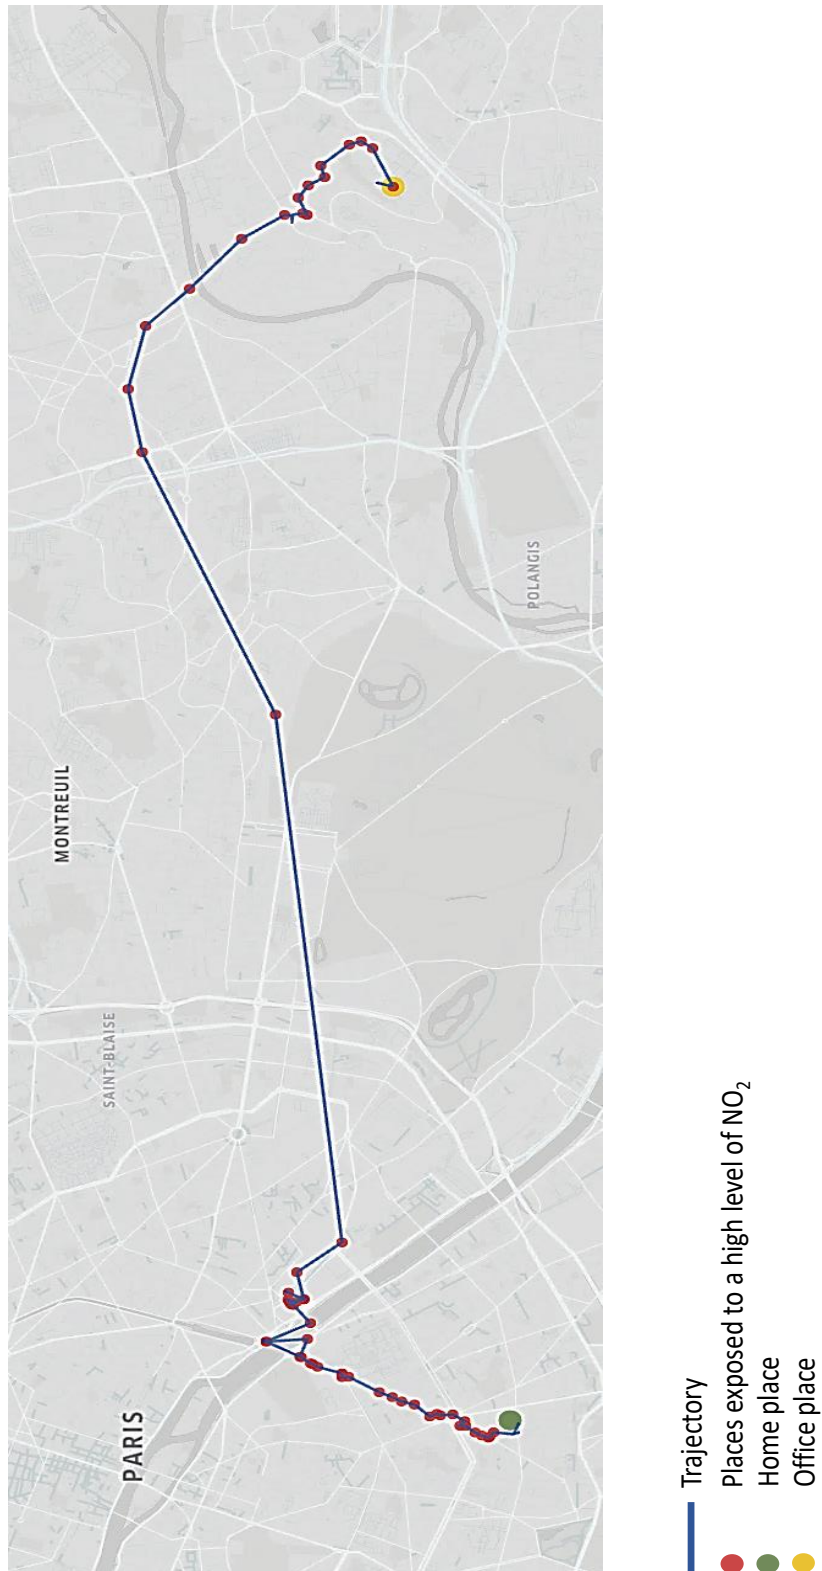 MONTREUIL
SAINT-BLAISE
PARIS
POLANGIS
Trajectory
Places exposed to a high level of NO₂
Home place
Office place